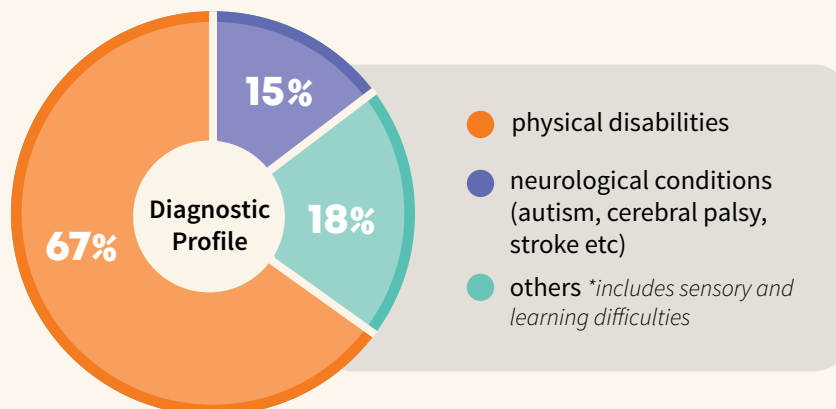 15%
18%
67%
Diagnostic
Profile
physical disabilities
neurological conditions
(autism, cerebral palsy,
stroke etc)
others *includes sensory and
learning difficulties